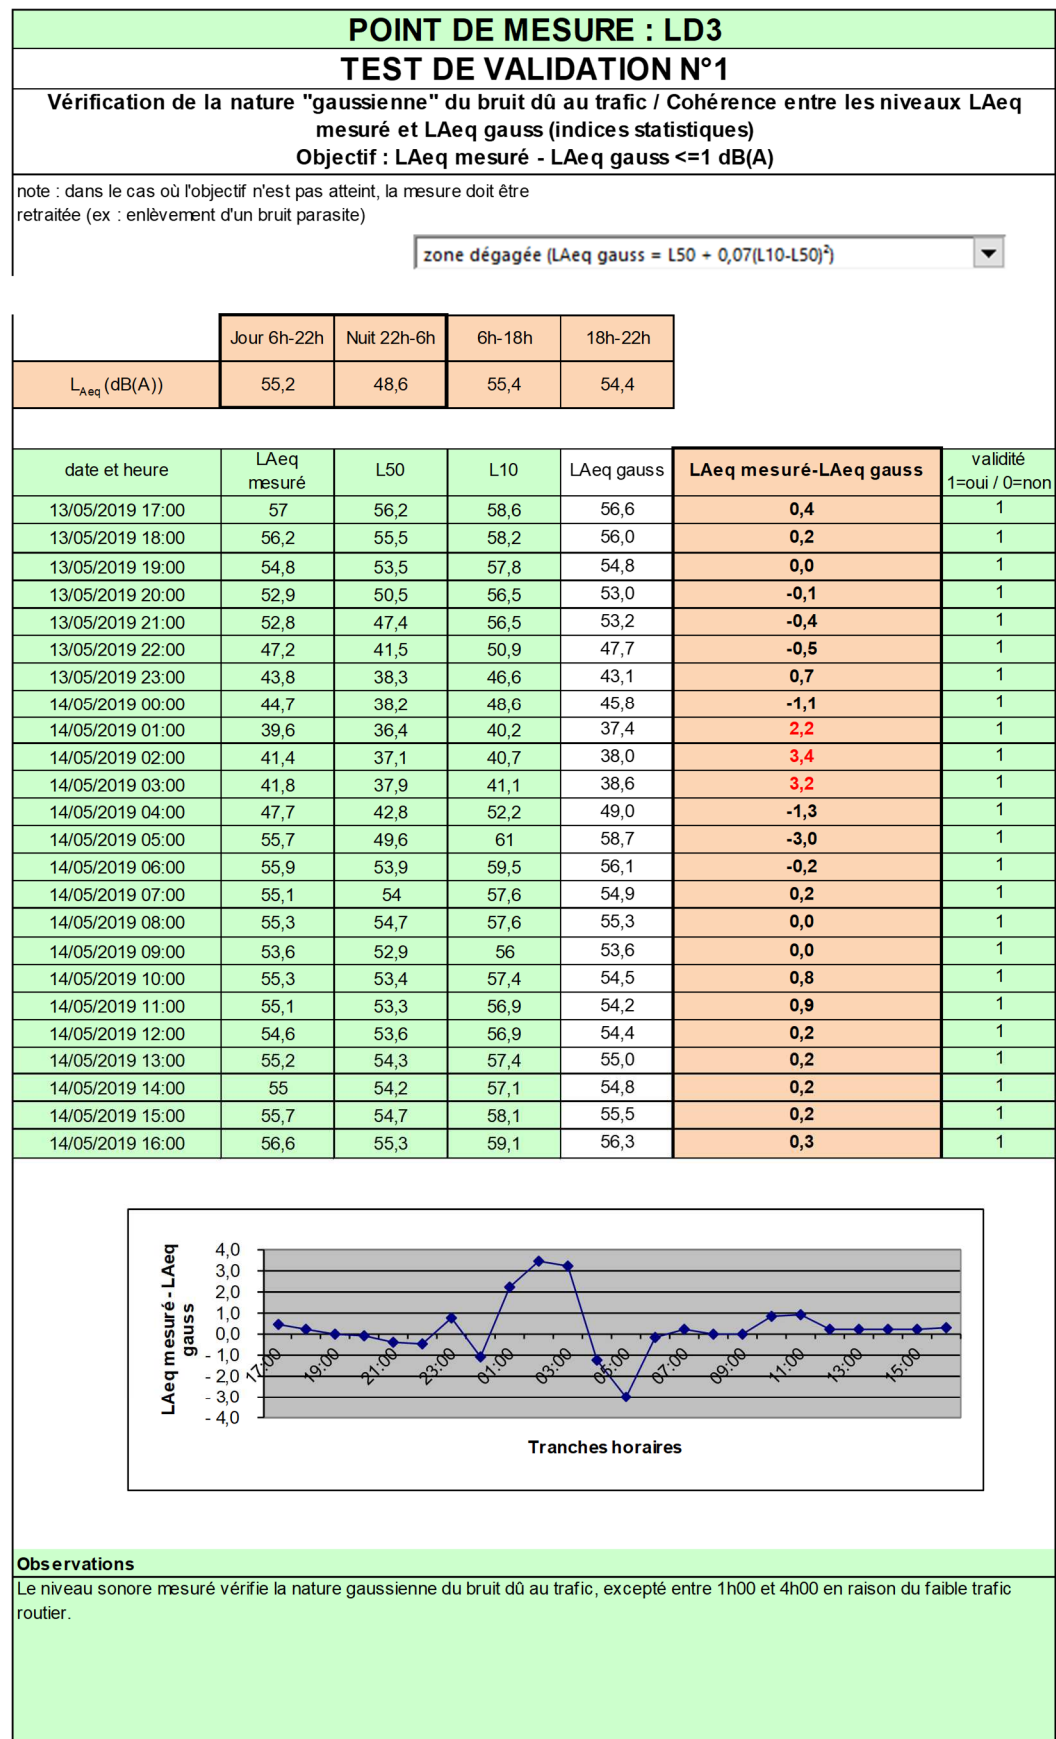 POINT DE MESURE : LD3
TEST DE VALIDATION N°1
Vérification de la nature "gaussienne" du bruit dû au trafic / Cohérence entre les niveaux LAeq
mesuré et LAeq gauss (indices statistiques)
Objectif : LAeq mesuré - LAeq gauss <=1 dB(A)
note : dans le cas où l'objectif n'est pas atteint, la mesure doit être
retraitée (ex : enlèvement d'un bruit parasite)
zone dégagée (LAeq gauss = L50 + 0,07(L10-L50)²)
Jour 6h-22h Nuit 22h-6h 6h-18h 18h-22h
LAeq (dB(A)) 55,2 48,6 55,4 54,4
date et heure LAeq mesuré L50 L10 LAeq gauss LAeq mesuré-LAeq gauss validité 1=oui / 0=non
13/05/2019 17:00 57 56,2 58,6 56,6 0,4 1
13/05/2019 18:00 56,2 55,5 58,2 56,0 0,2 1
13/05/2019 19:00 54,8 53,5 57,8 54,8 0,0 1
13/05/2019 20:00 52,9 50,5 56,5 53,0 -0,1 1
13/05/2019 21:00 52,8 47,4 56,5 53,2 -0,4 1
13/05/2019 22:00 47,2 41,5 50,9 47,7 -0,5 1
13/05/2019 23:00 43,8 38,3 46,6 43,1 0,7 1
14/05/2019 00:00 44,7 38,2 48,6 45,8 -1,1 1
14/05/2019 01:00 39,6 36,4 40,2 37,4 2,2 1
14/05/2019 02:00 41,4 37,1 40,7 38,0 3,4 1
14/05/2019 03:00 41,8 37,9 41,1 38,6 3,2 1
14/05/2019 04:00 47,7 42,8 52,2 49,0 -1,3 1
14/05/2019 05:00 55,7 49,6 61 58,7 -3,0 1
14/05/2019 06:00 55,9 53,9 59,5 56,1 -0,2 1
14/05/2019 07:00 55,1 54 57,6 54,9 0,2 1
14/05/2019 08:00 55,3 54,7 57,6 55,3 0,0 1
14/05/2019 09:00 53,6 52,9 56 53,6 0,0 1
14/05/2019 10:00 55,3 53,4 57,4 54,5 0,8 1
14/05/2019 11:00 55,1 53,3 56,9 54,2 0,9 1
14/05/2019 12:00 54,6 53,6 56,9 54,4 0,2 1
14/05/2019 13:00 55,2 54,3 57,4 55,0 0,2 1
14/05/2019 14:00 55 54,2 57,1 54,8 0,2 1
14/05/2019 15:00 55,7 54,7 58,1 55,5 0,2 1
14/05/2019 16:00 56,6 55,3 59,1 56,3 0,3 1
LAeq mesuré - LAeq
gauss
4,0
3,0
2,0
1,0
0,0
- 1,0
- 2,0
- 3,0
- 4,0
17:00 19:00 21:00 23:00 01:00 03:00 05:00 07:00 09:00 11:00 13:00 15:00
Tranches horaires
Observations
Le niveau sonore mesuré vérifie la nature gaussienne du bruit dû au trafic, excepté entre 1h00 et 4h00 en raison du faible trafic
routier.